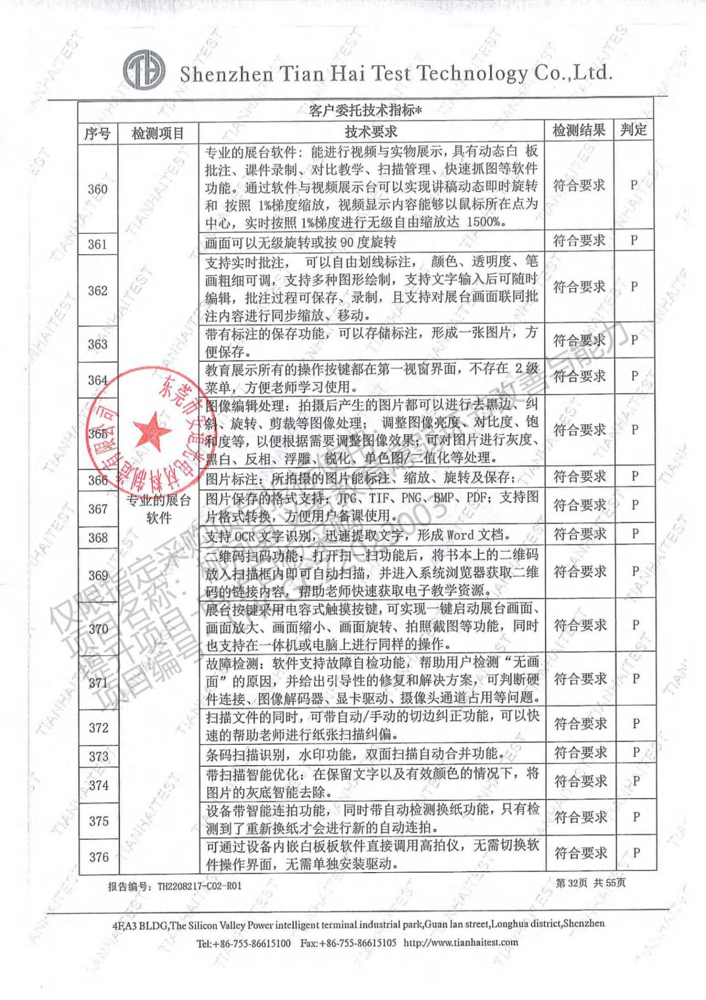 Shenzhen Tian Hai Test Technology Co.,Ltd.
客户委托技术指标*
序号 检测项目 技术要求 检测结果 判定
360 专业的展台软件：能进行视频与实物展示，具有动态白 板
批注、课件录制、对比教学、扫描管理、快速抓图等软件
功能。通过软件与视频展示台可以实现讲稿动态即时旋转
和 按照 1%梯度缩放，视频显示内容能够以鼠标所在点为
中心，实时按照 1%梯度进行无级自由缩放达 1500%。
符合要求 P
361 画面可以无级旋转或按 90 度旋转 符合要求 P
362 支持实时批注， 可以自由划线标注， 颜色、透明度、笔
画粗细可调，支持多种图形绘制，支持文字输入后可随时
编辑，批注过程可保存、录制，且支持对展台画面联同批
注内容进行同步缩放、移动。
符合要求 P
363 带有标注的保存功能，可以存储标注，形成一张图片，方
便保存。
符合要求 P
364 教育展示所有的操作按键都在第一视窗界面，不存在 2 级
菜单，方便老师学习使用。
符合要求 P
365 图像编辑处理：拍摄后产生的图片都可以进行去黑边、纠
斜、旋转、剪裁等图像处理； 调整图像亮度、对比度、饱
和度等，以便根据需要调整图像效果；可对图片进行灰度、
黑白、反相、浮雕、锐化、单色图/二值化等处理。
符合要求 P
366 图片标注：所拍摄的图片能标注、缩放、旋转及保存； 符合要求 P
专业的展台
软件
367 图片保存的格式支持：JPG、TIF、PNG、BMP、PDF；支持图
片格式转换，方便用户备课使用。
符合要求 P
368 支持 OCR 文字识别，迅速提取文字，形成 Word 文档。 符合要求 P
369 二维码扫码功能：打开扫一扫功能后，将书本上的二维码
放入扫描框内即可自动扫描，并进入系统浏览器获取二维
码的链接内容，帮助老师快速获取电子教学资源。
符合要求 P
370 展台按键采用电容式触摸按键，可实现一键启动展台画面、
画面放大、画面缩小、画面旋转、拍照截图等功能，同时
也支持在一体机或电脑上进行同样的操作。
符合要求 P
371 故障检测：软件支持故障自检功能，帮助用户检测“无画
面”的原因，并给出引导性的修复和解决方案，可判断硬
件连接、图像解码器、显卡驱动、摄像头通道占用等问题。
符合要求 P
372 扫描文件的同时，可带自动/手动的切边纠正功能，可以快
速的帮助老师进行纸张扫描纠偏。
符合要求 P
373 条码扫描识别，水印功能，双面扫描自动合并功能。 符合要求 P
374 带扫描智能优化：在保留文字以及有效颜色的情况下，将
图片的灰底智能去除。
符合要求 P
375 设备带智能连拍功能， 同时带自动检测换纸功能，只有检
测到了重新换纸才会进行新的自动连拍。
符合要求 P
376 可通过设备内嵌白板板软件直接调用高拍仪，无需切换软
件操作界面，无需单独安装驱动。
符合要求 P
报告编号：TH2208217-C02-R01 第 32页 共 55页
4F,A3 BLDG,The Silicon Valley Power intelligent terminal industrial park,Guan lan street,Longhua district,Shenzhen
Tel:+86-755-86615100 Fax:+86-755-86615105 http://www.tianhaitest.com